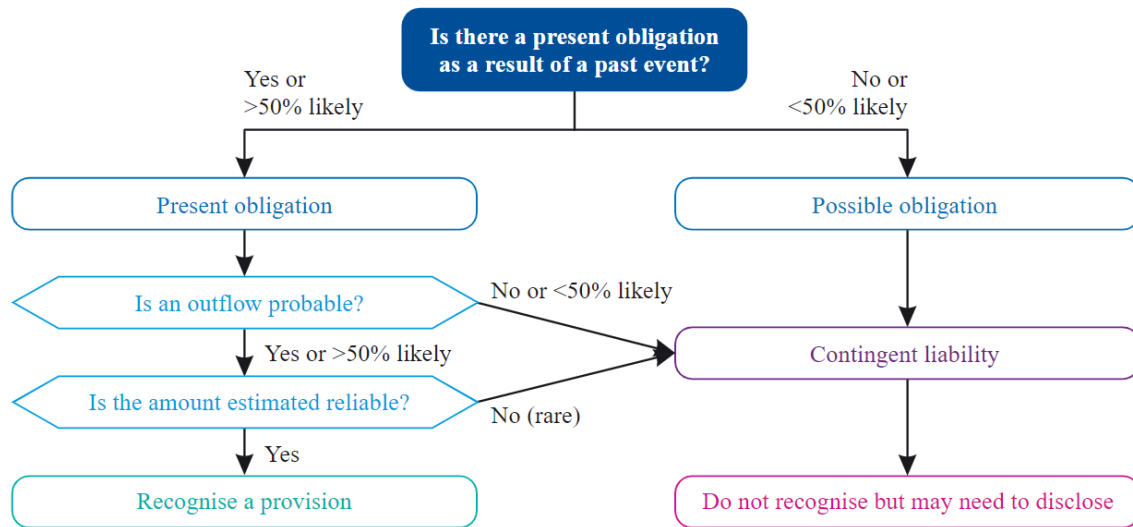 Is there a present obligation
as a result of a past event?
Yes or
>50% likely
No or
<50% likely
Present obligation
Possible obligation
Is an outflow probable?
No or <50% likely
Yes or >50% likely
Contingent liability
Is the amount estimated reliable?
No (rare)
Yes
Recognise a provision
Do not recognise but may need to disclose